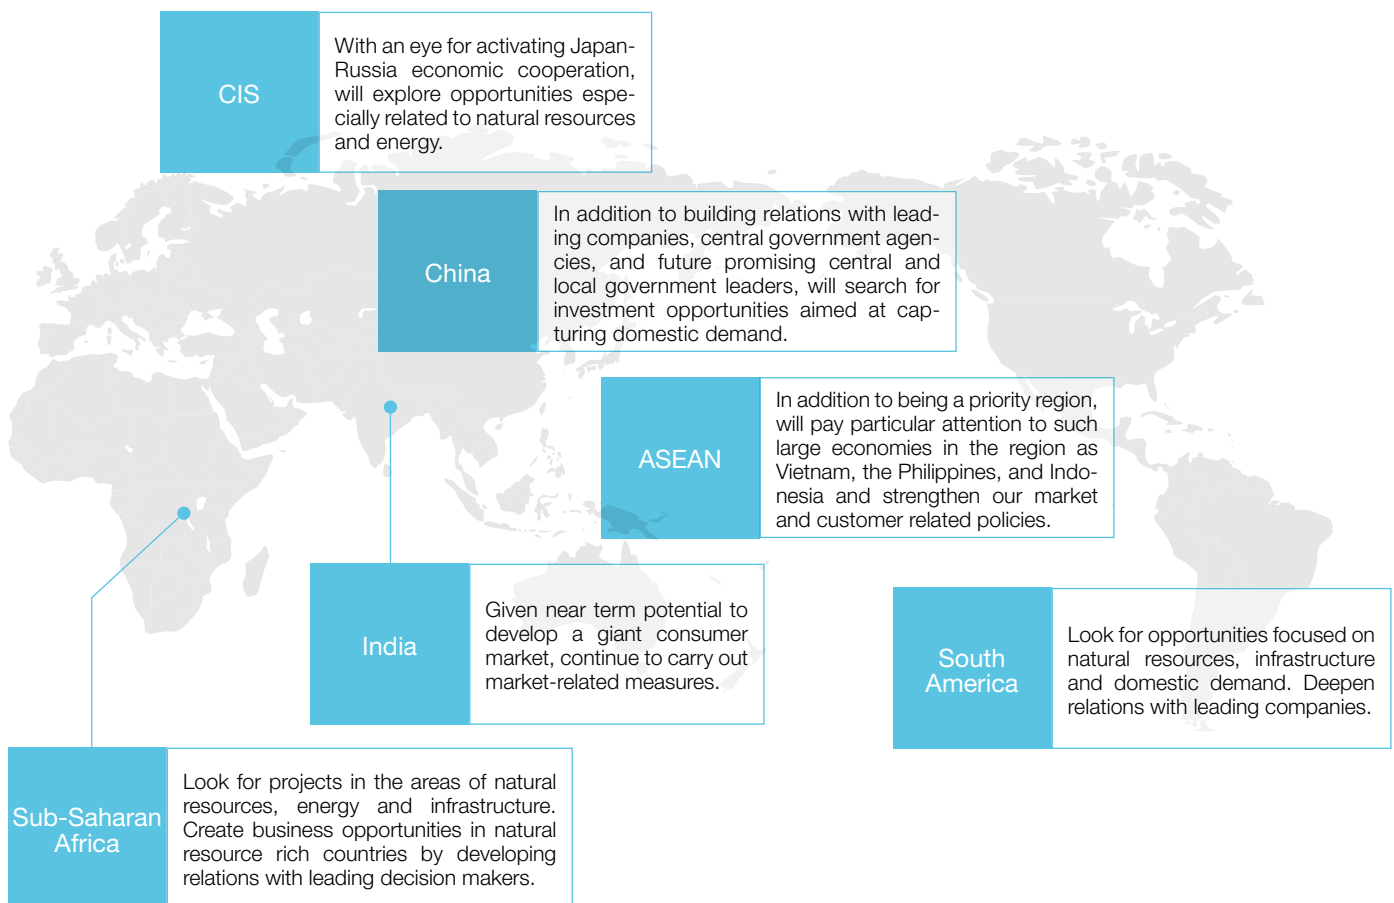 CIS
With an eye for activating Japan-
Russia economic cooperation,
will explore opportunities espe-
cially related to natural resources
and energy.
China
In addition to building relations with lead-
ing companies, central government agen-
cies, and future promising central and
local government leaders, will search for
investment opportunities aimed at cap-
turing domestic demand.
ASEAN
In addition to being a priority region,
will pay particular attention to such
large economies in the region as
Vietnam, the Philippines, and Indo-
nesia and strengthen our market
and customer related policies.
India
Given near term potential to
develop a giant consumer
market, continue to carry out
market-related measures.
South
America
Look for opportunities focused on
natural resources, infrastructure
and domestic demand. Deepen
relations with leading companies.
Sub-Saharan
Africa
Look for projects in the areas of natural
resources, energy and infrastructure.
Create business opportunities in natural
resource rich countries by developing
relations with leading decision makers.